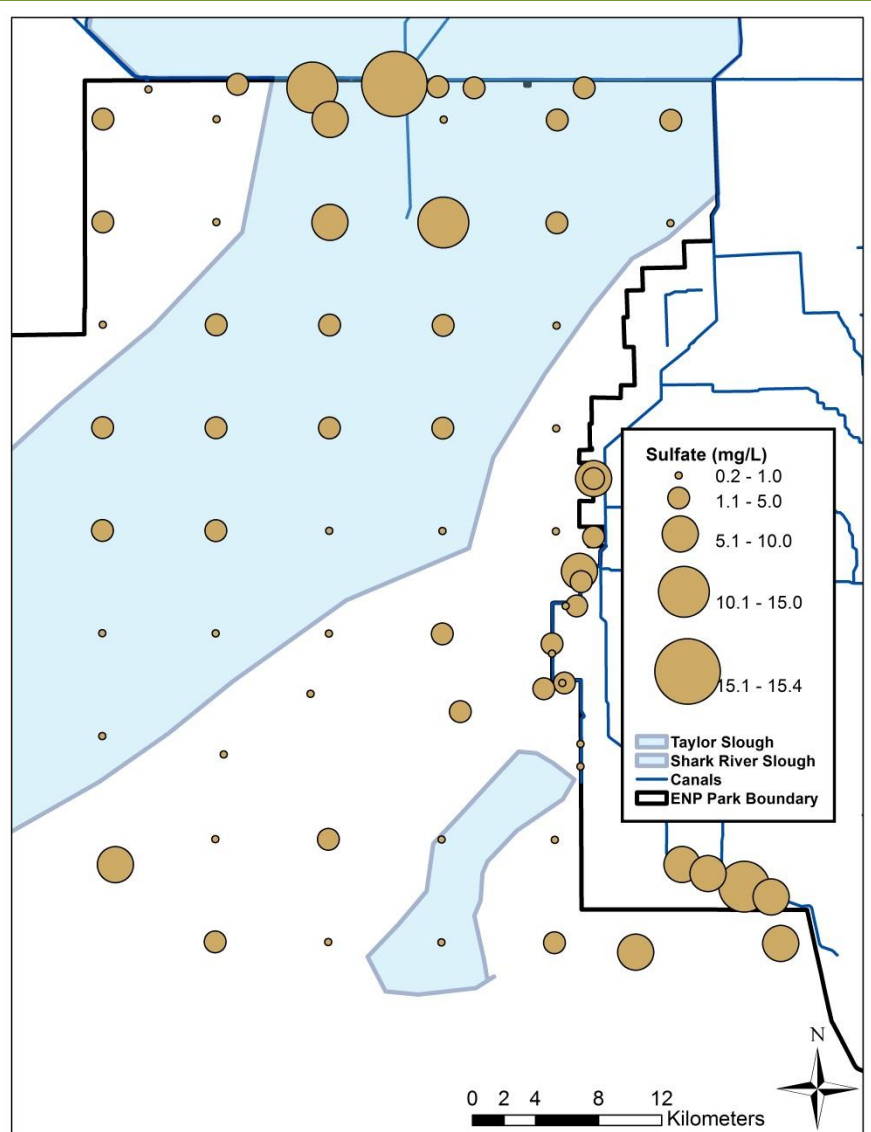 Sulfate (mg/L)
0.2 - 1.0
1.1 - 5.0
5.1 - 10.0
10.1 - 15.0
15.1 - 15.4
Taylor Slough
Shark River Slough
Canals
ENP Park Boundary
N
0 2 4 8 12
Kilometers